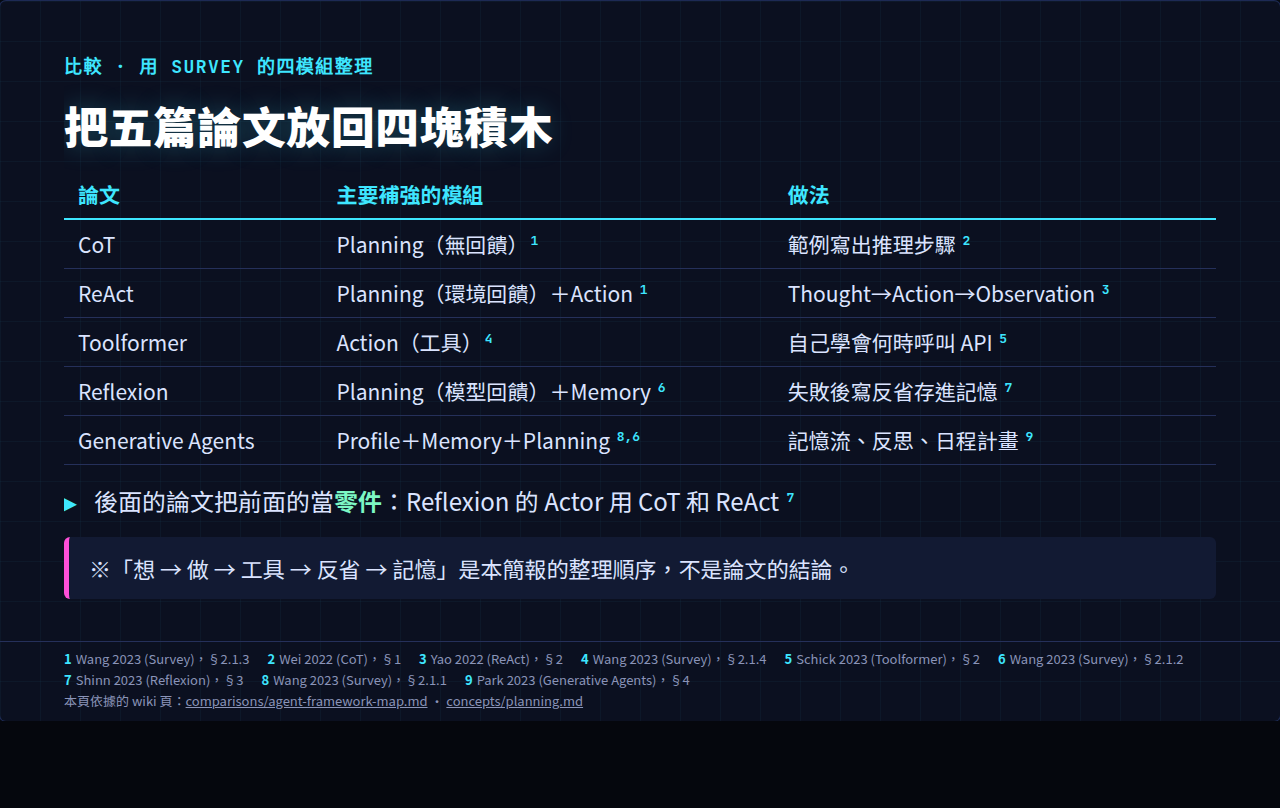 比較 · 用 SURVEY 的四模組整理
把五篇論文放回四塊積木
論文 主要補強的模組 做法
CoT Planning（無回饋） 1 範例寫出推理步驟 2
ReAct Planning（環境回饋）＋Action 1 Thought→Action→Observation 3
Toolformer Action（工具） 4 自己學會何時呼叫 API 5
Reflexion Planning（模型回饋）＋Memory 6 失敗後寫反省存進記憶 7
Generative Agents Profile＋Memory＋Planning 8,6 記憶流、反思、日程計畫 9
▶ 後面的論文把前面的當零件：Reflexion 的 Actor 用 CoT 和 ReAct 7
※「想 → 做 → 工具 → 反省 → 記憶」是本簡報的整理順序，不是論文的結論。
1 Wang 2023 (Survey)，§2.1.3 2 Wei 2022 (CoT)，§1 3 Yao 2022 (ReAct)，§2 4 Wang 2023 (Survey)，§2.1.4 5 Schick 2023 (Toolformer)，§2 6 Wang 2023 (Survey)，§2.1.2
7 Shinn 2023 (Reflexion)，§3 8 Wang 2023 (Survey)，§2.1.1 9 Park 2023 (Generative Agents)，§4
本頁依據的 wiki 頁：comparisons/agent-framework-map.md · concepts/planning.md